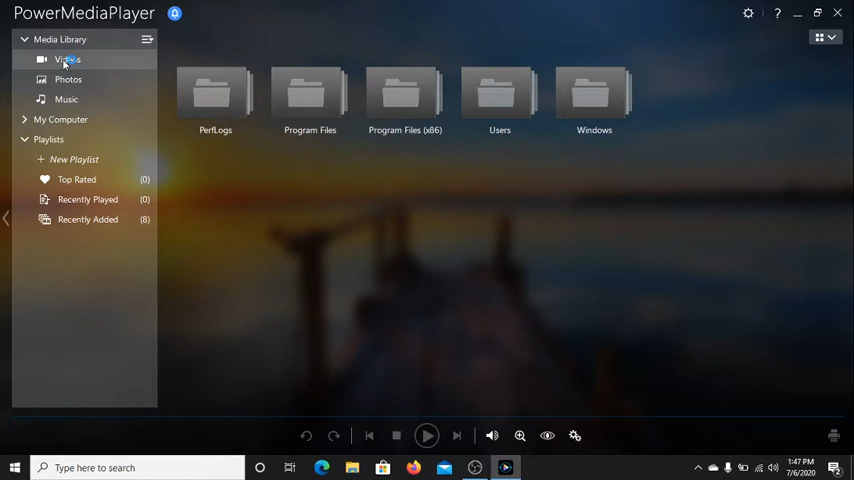 PowerMediaPlayer
?
Media Library
Videos
Photos
Music
My Computer
Playlists
+ New Playlist
Top Rated (0)
Recently Played (0)
Recently Added (8)
PerfLogs
Program Files
Program Files (x86)
Users
Windows
Type here to search
1:47 PM
7/6/2020
2